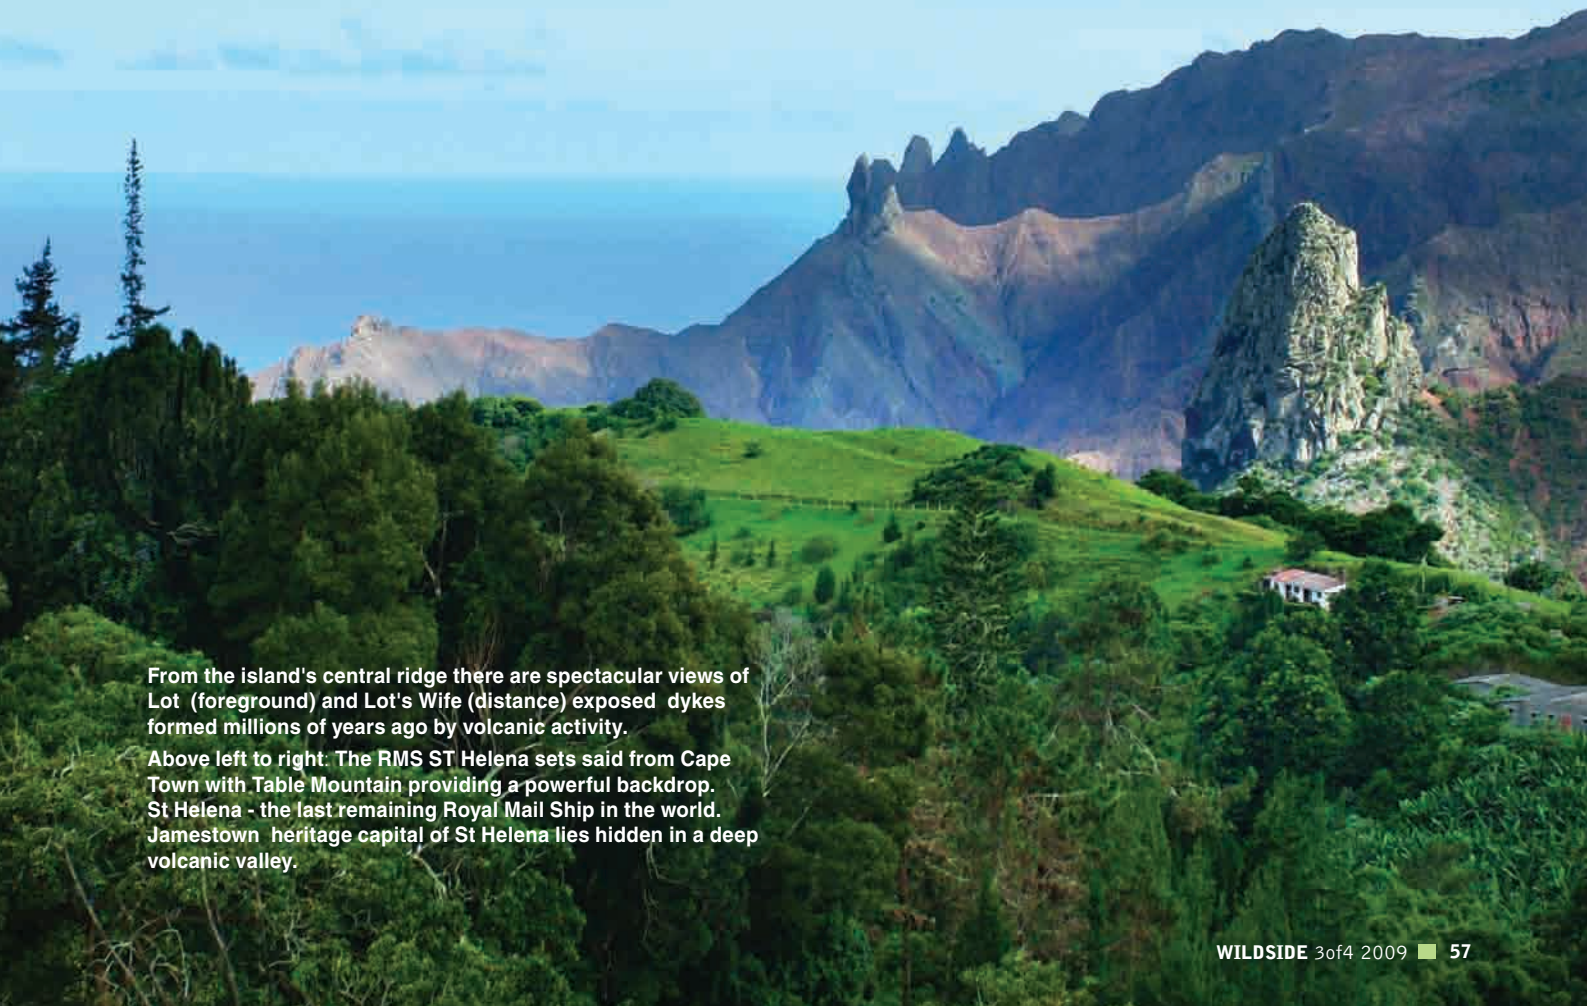 From the island's central ridge there are spectacular views of
Lot (foreground) and Lot's Wife (distance) exposed dykes
formed millions of years ago by volcanic activity.
Above left to right: The RMS ST Helena sets said from Cape
Town with Table Mountain providing a powerful backdrop.
St Helena - the last remaining Royal Mail Ship in the world.
Jamestown heritage capital of St Helena lies hidden in a deep
volcanic valley.
WILDSIDE 3of4 2009 57